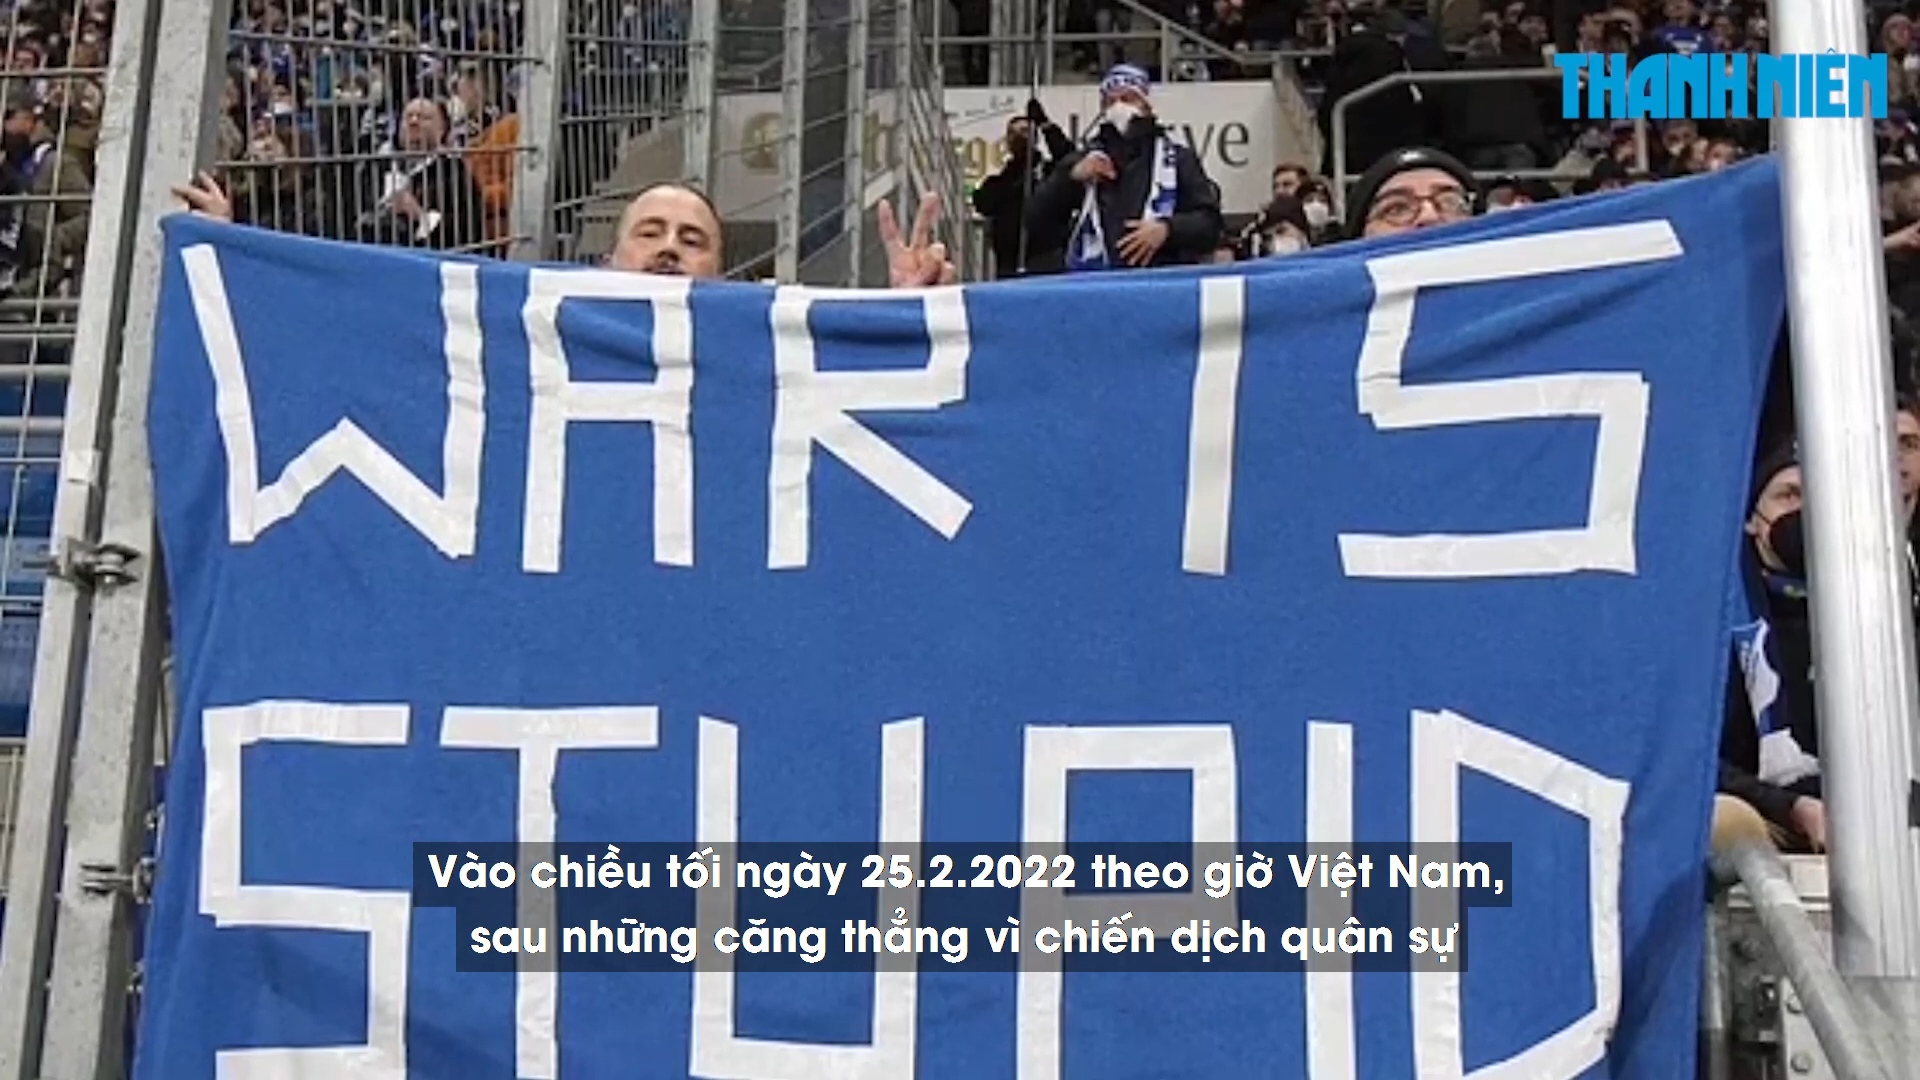 THANH NIÊN
WAR IS
STUPID
Vào chiều tối ngày 25.2.2022 theo giờ Việt Nam,
sau những căng thẳng vì chiến dịch quân sự